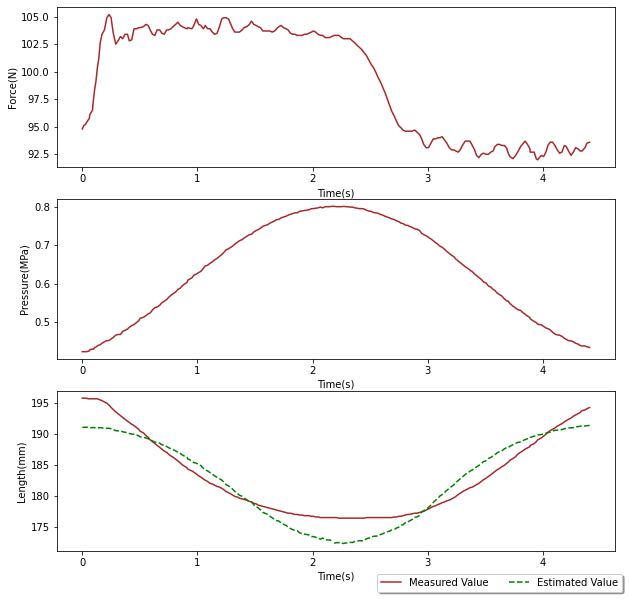 105.0
102.5
100.0
97.5
95.0
92.5
Force(N)
0 1 2 3 4
Time(s)
0.8
0.7
0.6
0.5
Pressure(MPa)
0 1 2 3 4
Time(s)
195
190
185
180
175
Length(mm)
0 1 2 3 4
Time(s)
Measured Value Estimated Value